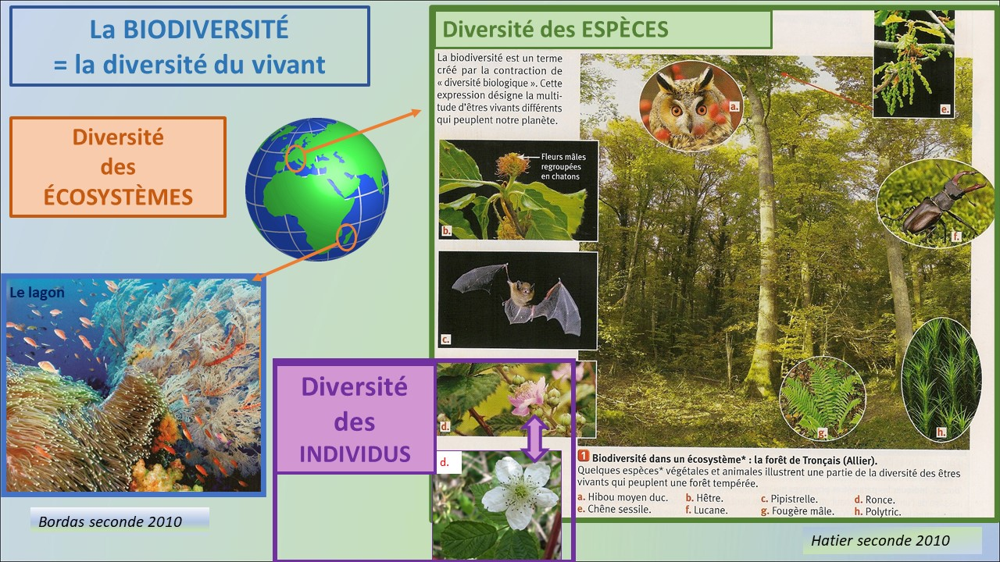 La BIODIVERSITÉ
= la diversité du vivant
Diversité
des
ÉCOSYSTÈMES
Le lagon
Bordas seconde 2010
Diversité des ESPÈCES
La biodiversité est un terme
créé par la contraction de
« diversité biologique ». Cette
expression désigne la multi-
tude d'êtres vivants différents
qui peuplent notre planète.
a.
e.
Fleurs mâles
regroupées
en chatons
b.
f.
c.
Diversité
des
INDIVIDUS
d.
d.
g.
h.
1 Biodiversité dans un écosystème* : la forêt de Tronçais (Allier).
Quelques espèces* végétales et animales illustrent une partie de la diversité des êtres
vivants qui peuplent une forêt tempérée.
a. Hibou moyen duc. b. Hêtre. c. Pipistrelle. d. Ronce.
e. Chêne sessile. f. Lucane. g. Fougère mâle. h. Polytric.
Hatier seconde 2010